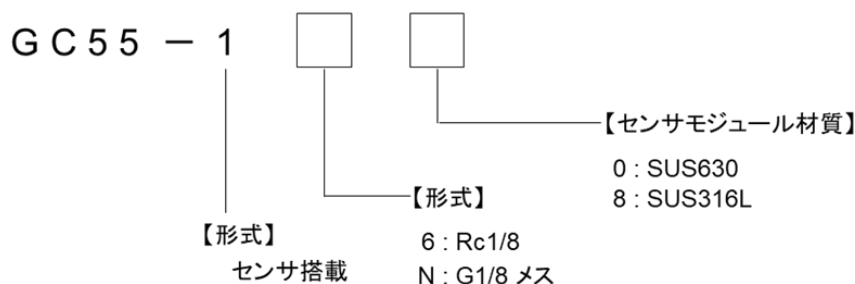 GC55－1
【センサモジュール材質】
0 : SUS630
8 : SUS316L
【形式】
6 : Rc1/8
N : G1/8 メス
【形式】
センサ搭載